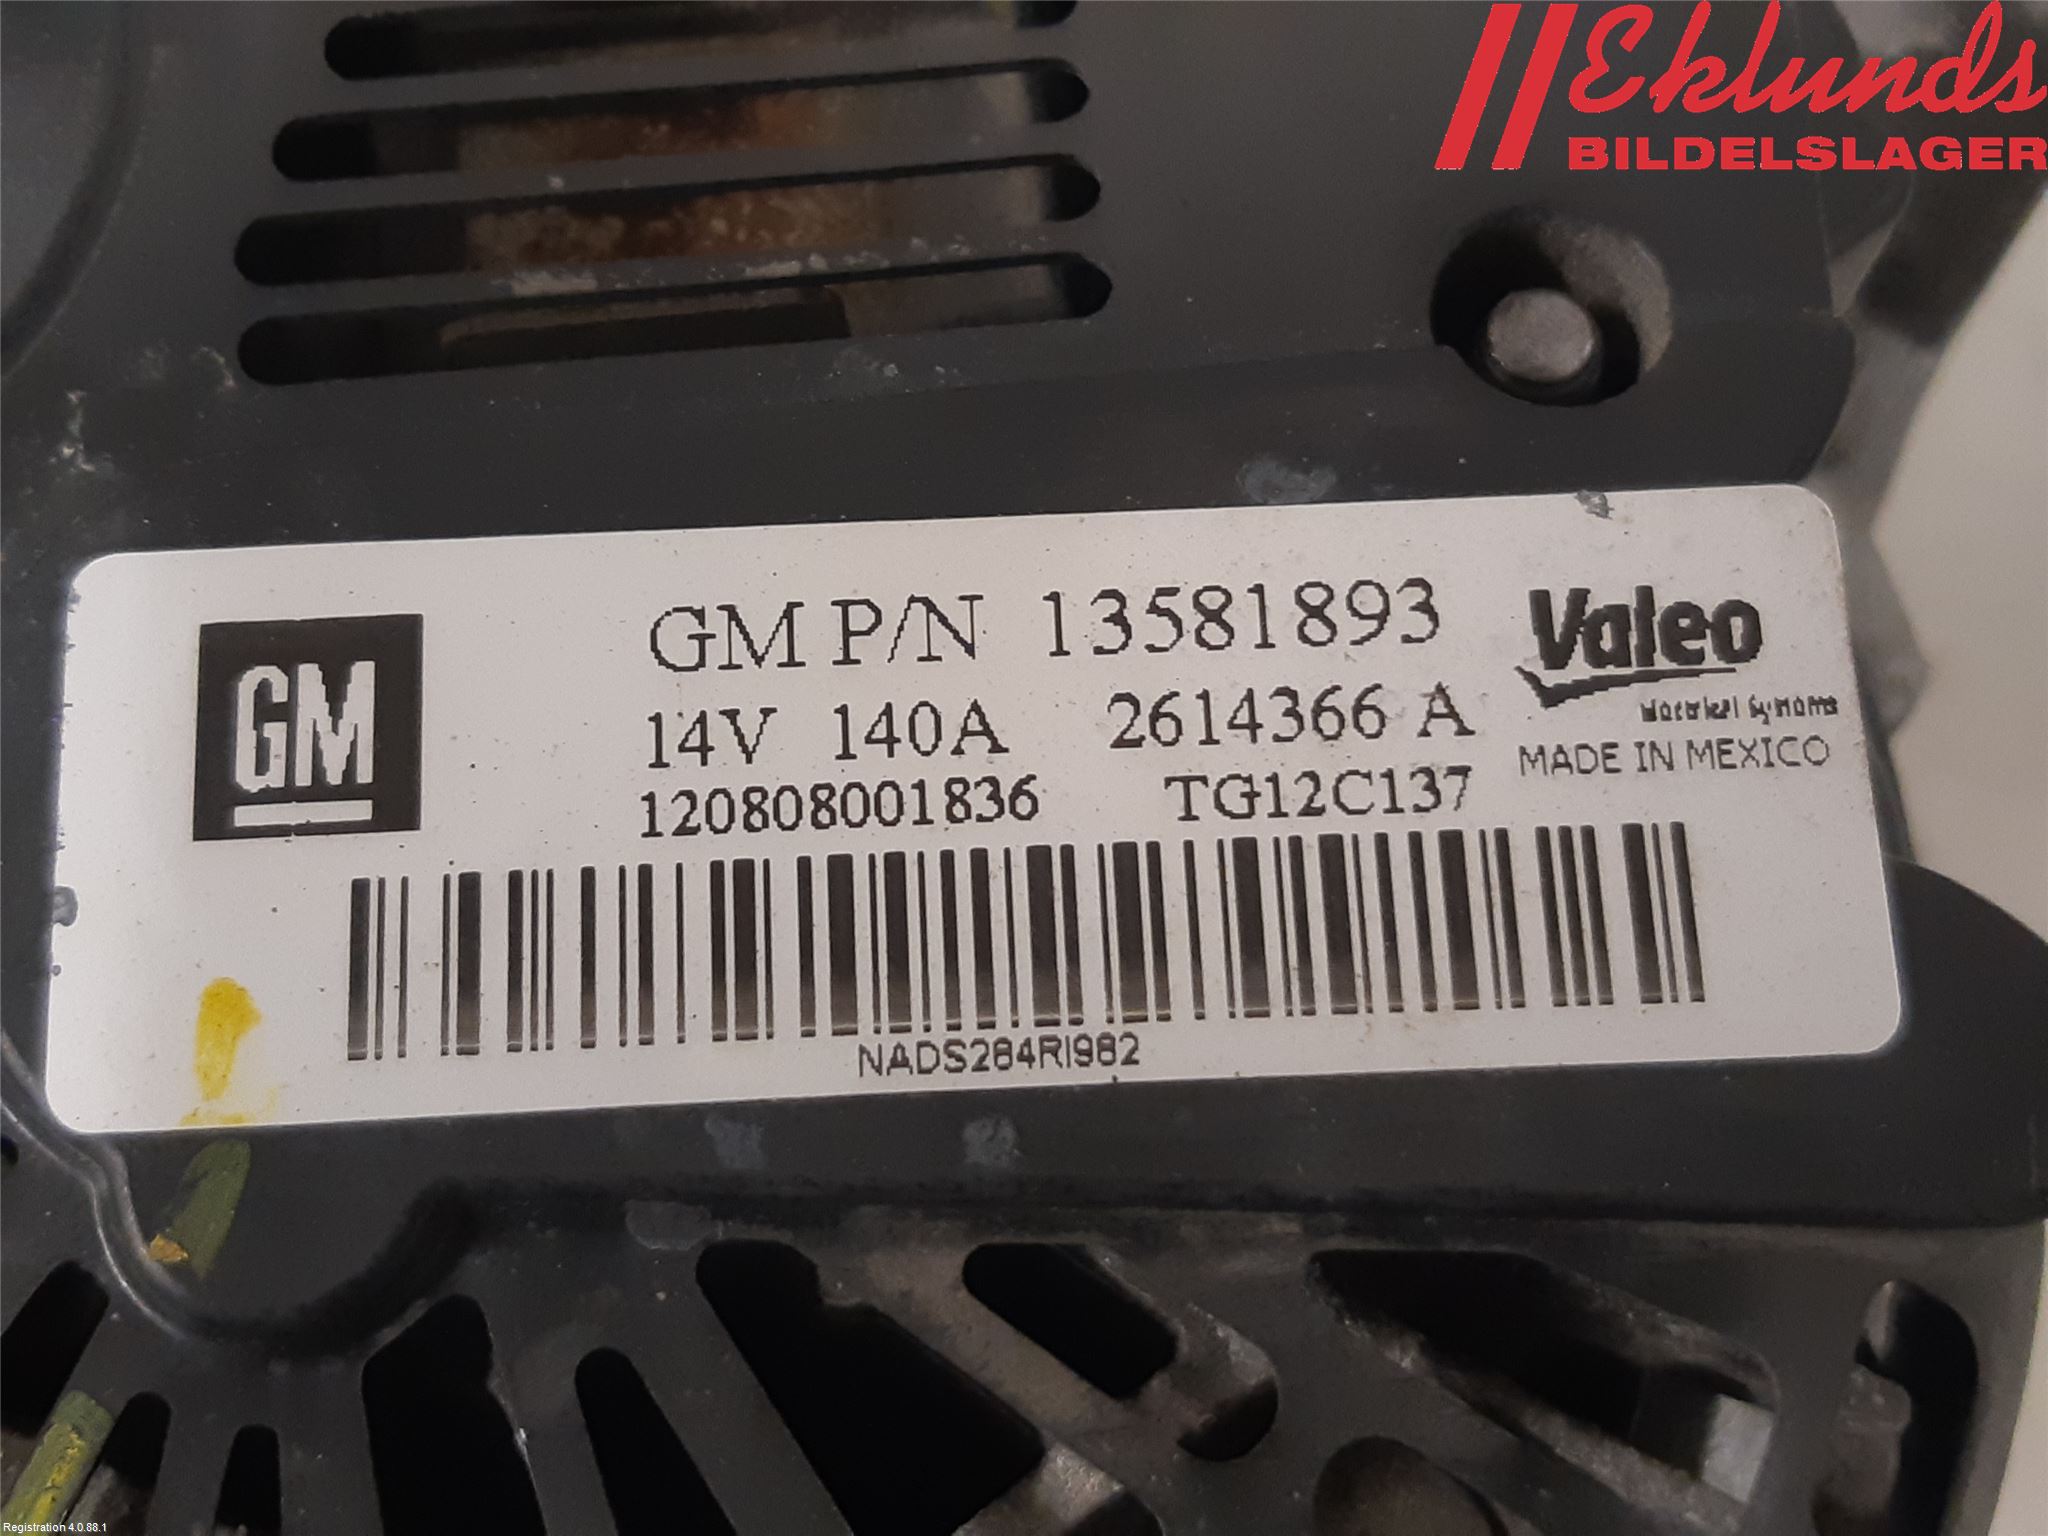 Eklunds
BILDELSLAGER
GM
GM P/N 13581893
14V 140A 2614366 A
120808001836 TG12C137
Valeo
MADE IN MEXICO
NADS284RI982
Registration 4.0.88.1